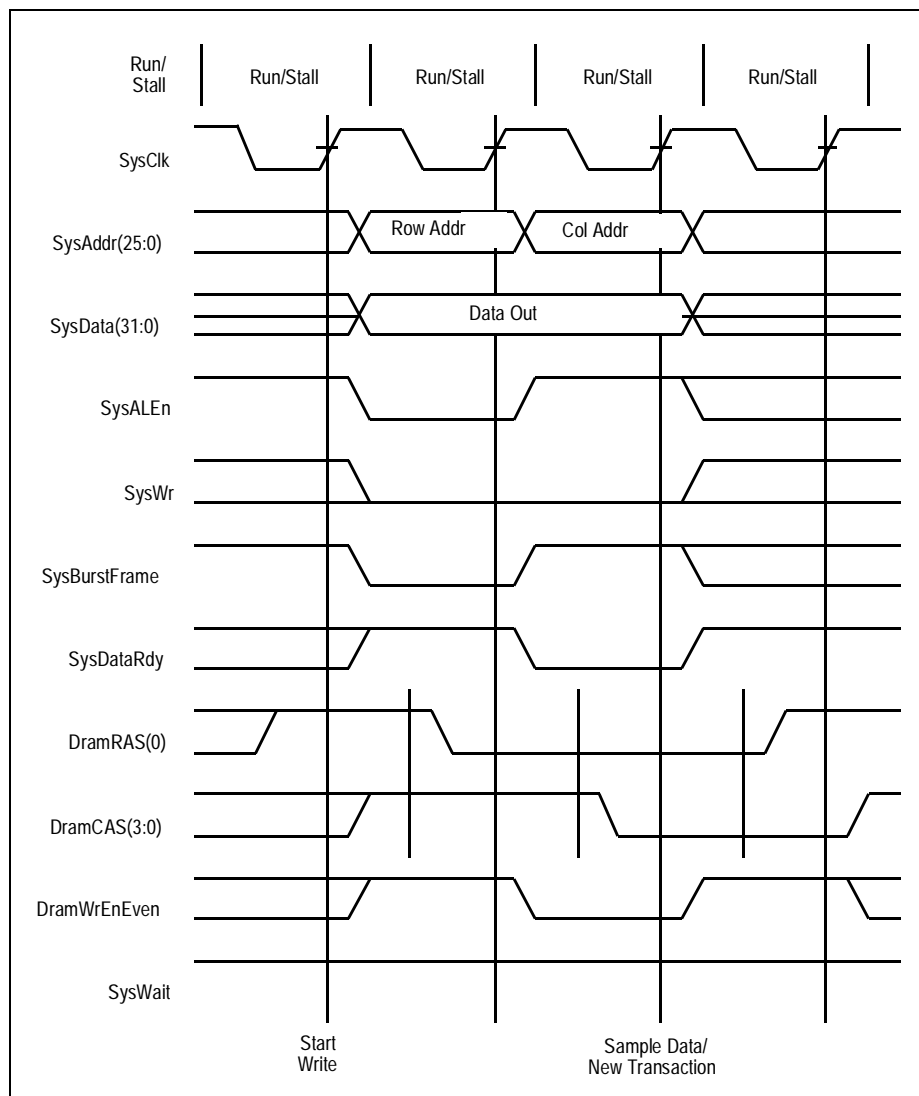 Run/
Stall
Run/Stall
Run/Stall
Run/Stall
Run/Stall
SysClk
SysAddr(25:0)
Row Addr
Col Addr
SysData(31:0)
Data Out
SysALEn
SysWr
SysBurstFrame
SysDataRdy
DramRAS(0)
DramCAS(3:0)
DramWrEnEven
SysWait
Start
Write
Sample Data/
New Transaction